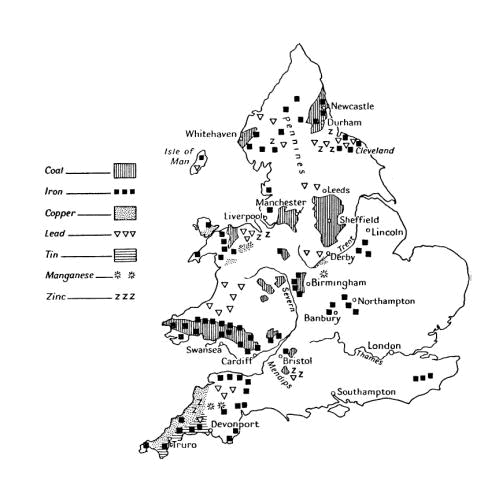 Newcastle
Durham
Whitehaven
Pennines
Cleveland
Isle of
Man
Coal
Iron
Copper
Lead
Tin
Manganese
Zinc
z z z
Leeds
Manchester
Liverpool
Sheffield
Lincoln
Trent
Derby
Birmingham
Severn
Northampton
Banbury
London
Thames
Swansea
Cardiff
Bristol
Mendips
Southampton
Devonport
Truro